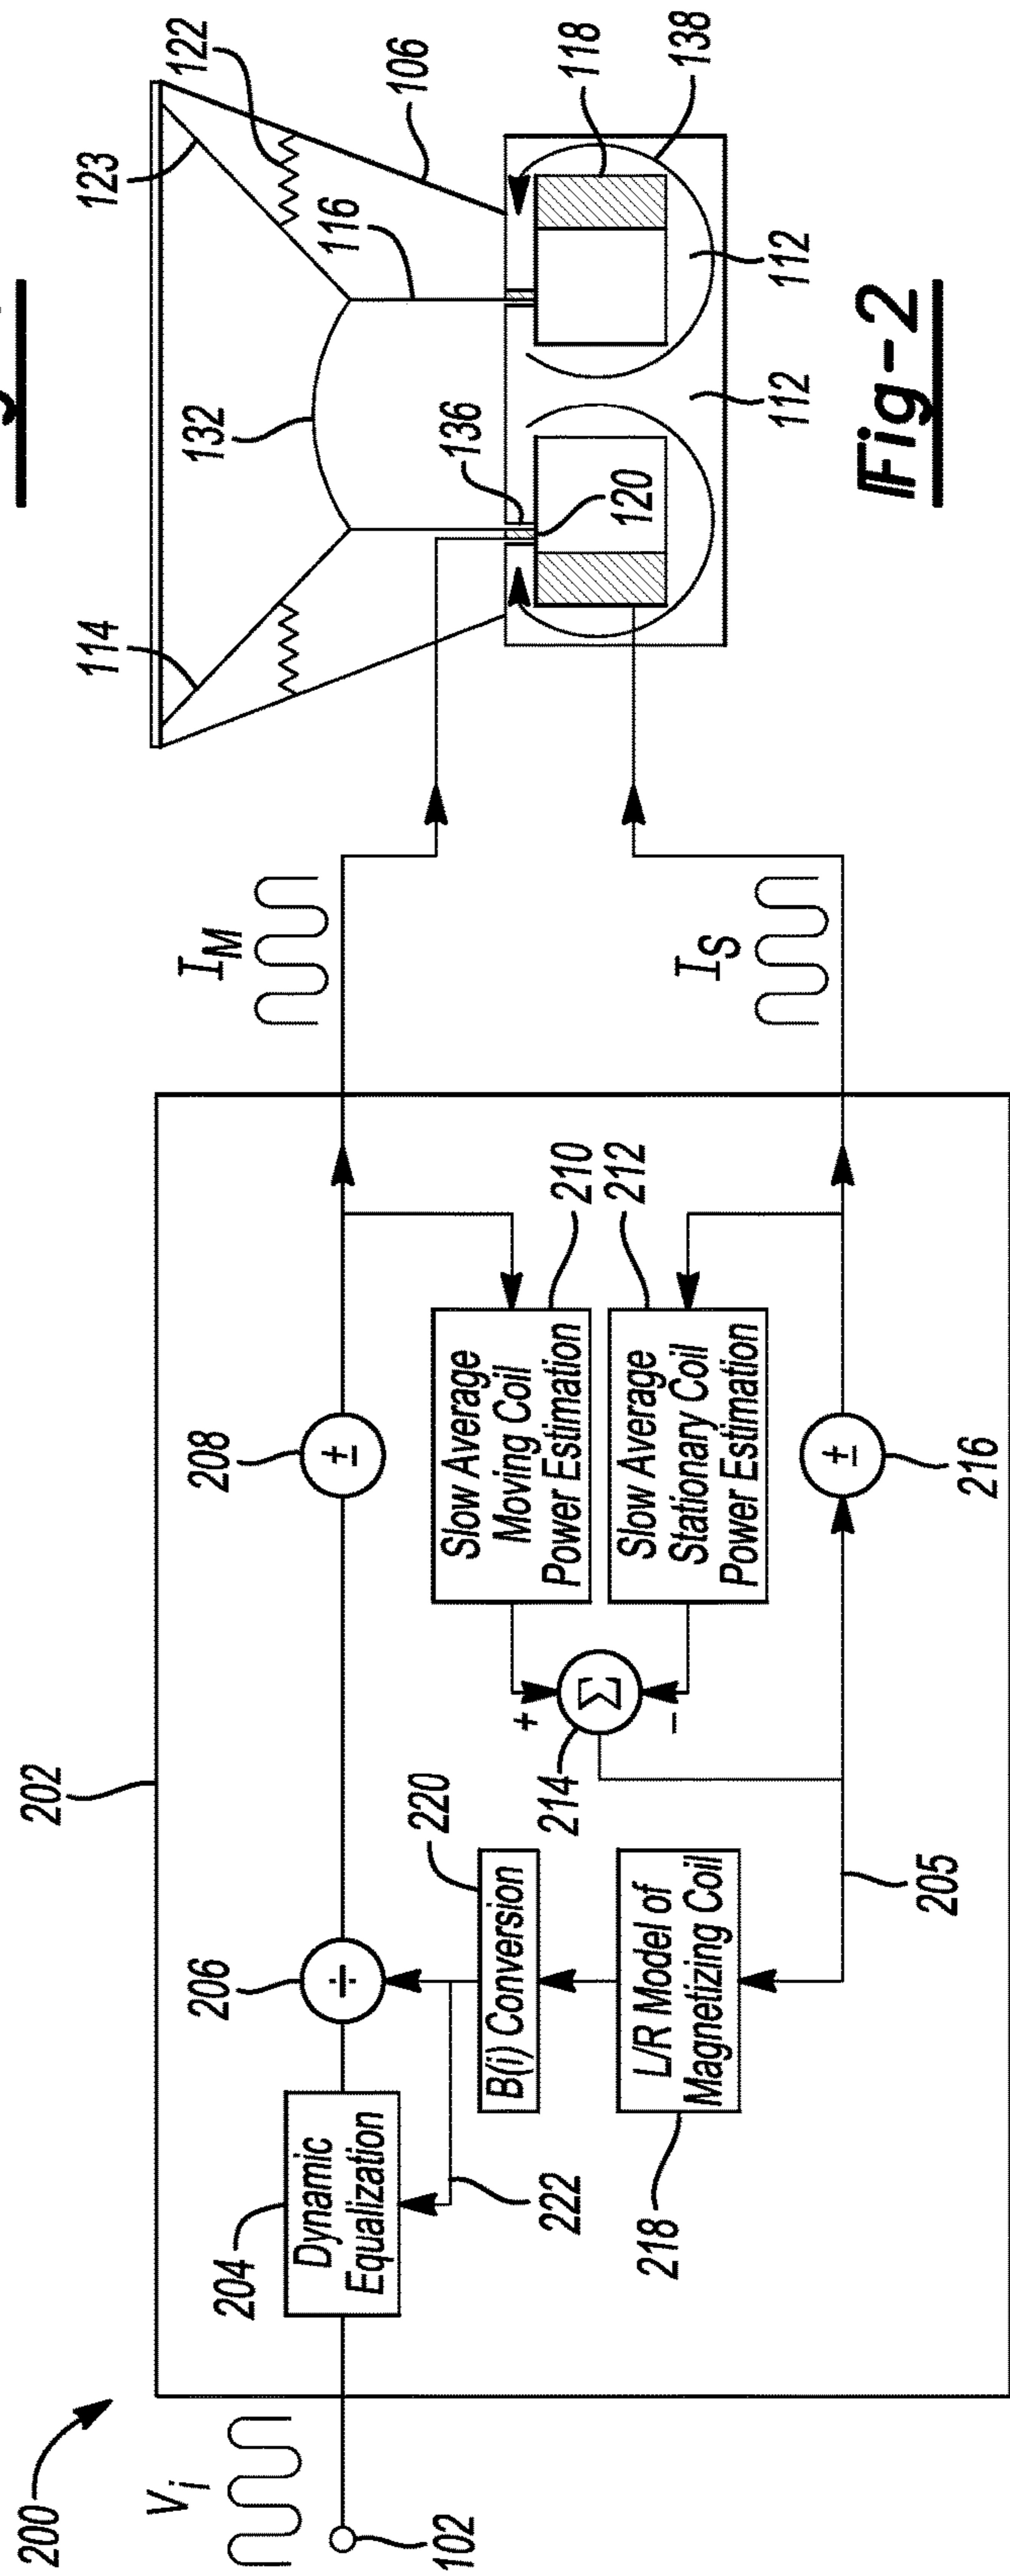 200
V i
102
202
204
Dynamic
Equalization
222
206
÷
220
B(i) Conversion
218
L/R Model of
Magnetizing Coil
205
214
Σ
+
−
208
±
Slow Average
Moving Coil
Power Estimation
210
Slow Average
Stationary Coil
Power Estimation
212
±
216
I M
I S
114
132
123
122
116
106
136
120
118
138
112
112
Fig-2